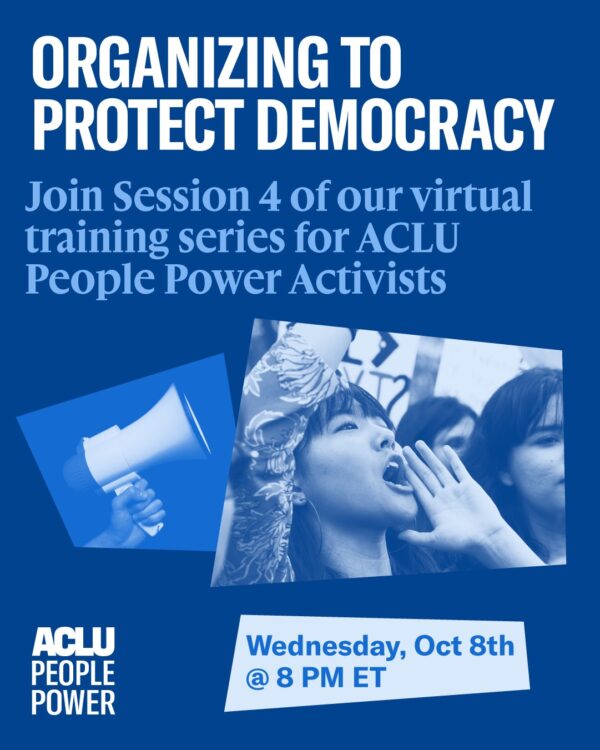 ORGANIZING TO
PROTECT DEMOCRACY
Join Session 4 of our virtual
training series for ACLU
People Power Activists
ACLU
PEOPLE
POWER
Wednesday, Oct 8th
@ 8 PM ET